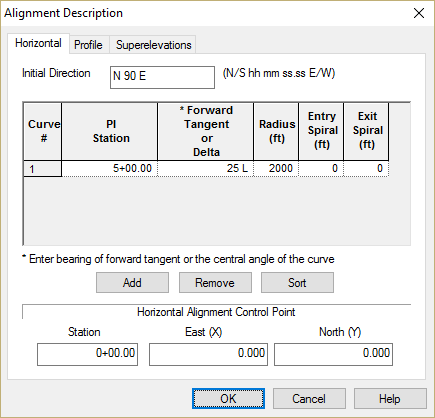 Alignment Description
Horizontal Profile Superelevations
Initial Direction N 90 E (N/S hh mm ss.ss E/W)
Curve # PI Station * Forward Tangent or Delta Radius (ft) Entry Spiral (ft) Exit Spiral (ft)
1 5+00.00 25 L 2000 0 0
* Enter bearing of forward tangent or the central angle of the curve
Add Remove Sort
Horizontal Alignment Control Point
Station East (X) North (Y)
0+00.00 0.000 0.000
OK Cancel Help